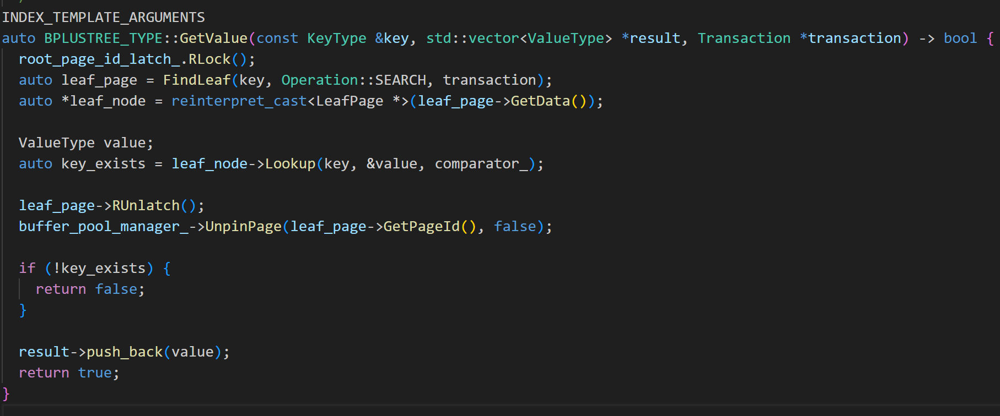 INDEX_TEMPLATE_ARGUMENTS
auto BPLUSTREE_TYPE::GetValue(const KeyType &key, std::vector<ValueType> *result, Transaction *transaction) -> bool {
  root_page_id_latch_.RLock();
  auto leaf_page = FindLeaf(key, Operation::SEARCH, transaction);
  auto *leaf_node = reinterpret_cast<LeafPage *>(leaf_page->GetData());

  ValueType value;
  auto key_exists = leaf_node->Lookup(key, &value, comparator_);

  leaf_page->RUnlatch();
  buffer_pool_manager_->UnpinPage(leaf_page->GetPageId(), false);

  if (!key_exists) {
    return false;
  }

  result->push_back(value);
  return true;
}